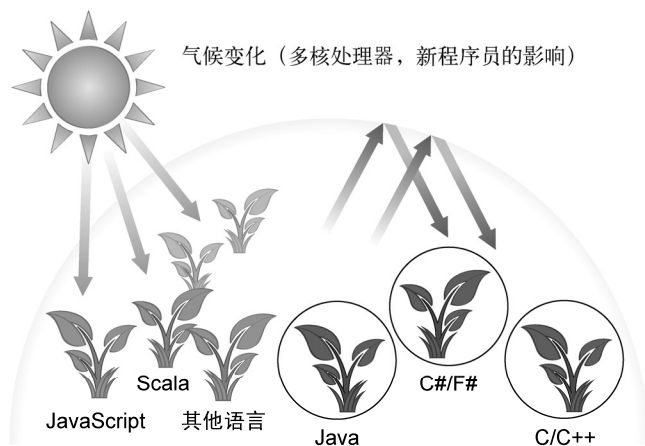 气候变化（多核处理器，新程序员的影响）
Scala
C#/F#
JavaScript
其他语言
Java
C/C++